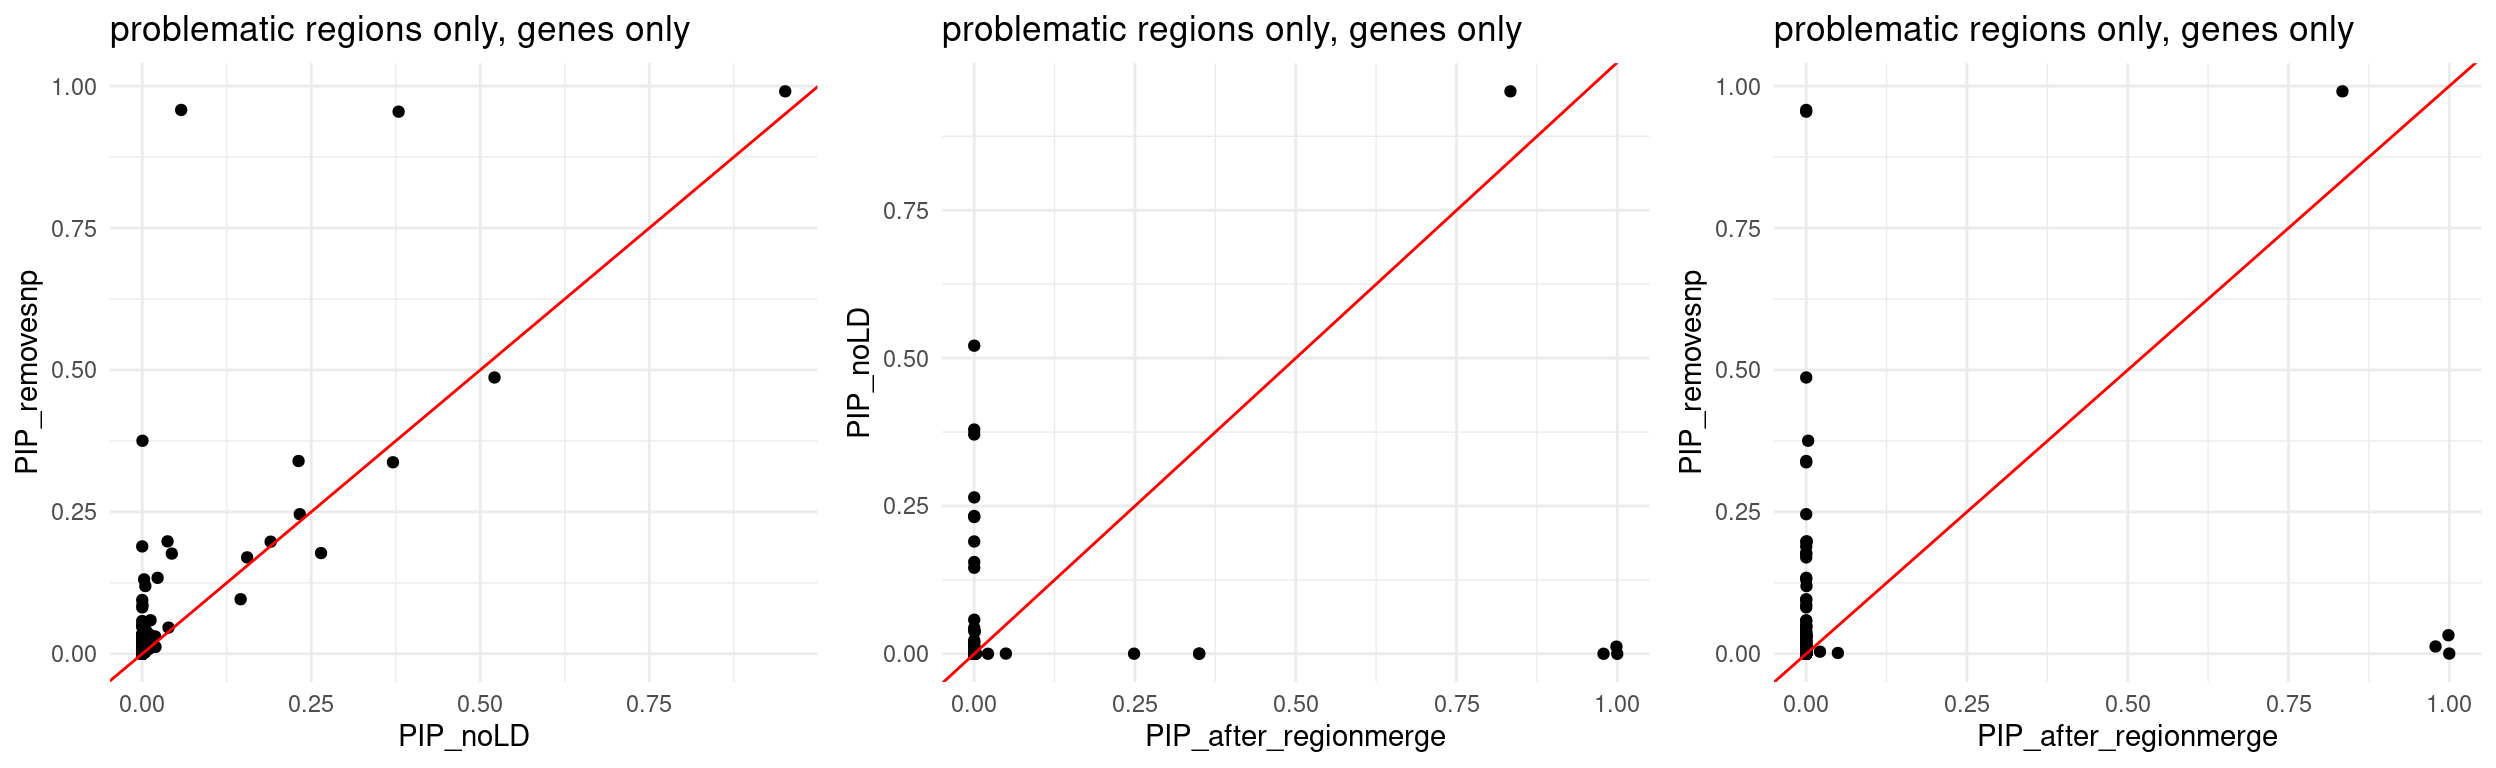 problematic regions only, genes only
1.00
0.75
0.50
0.25
0.00
PIP_removesnp
0.00 0.25 0.50 0.75
PIP_noLD
problematic regions only, genes only
0.75
0.50
0.25
0.00
PIP_noLD
0.00 0.25 0.50 0.75 1.00
PIP_after_regionmerge
problematic regions only, genes only
1.00
0.75
0.50
0.25
0.00
PIP_removesnp
0.00 0.25 0.50 0.75 1.00
PIP_after_regionmerge